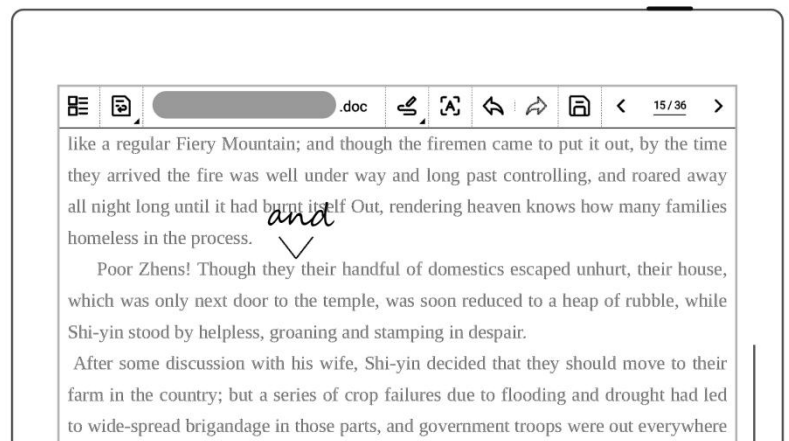 .doc
15/36
like a regular Fiery Mountain; and though the firemen came to put it out, by the time
they arrived the fire was well under way and long past controlling, and roared away
all night long until it had burnt itself Out, rendering heaven knows how many families
and
homeless in the process.
Poor Zhens! Though they their handful of domestics escaped unhurt, their house,
which was only next door to the temple, was soon reduced to a heap of rubble, while
Shi-yin stood by helpless, groaning and stamping in despair.
After some discussion with his wife, Shi-yin decided that they should move to their
farm in the country; but a series of crop failures due to flooding and drought had led
to wide-spread brigandage in those parts, and government troops were out everywhere